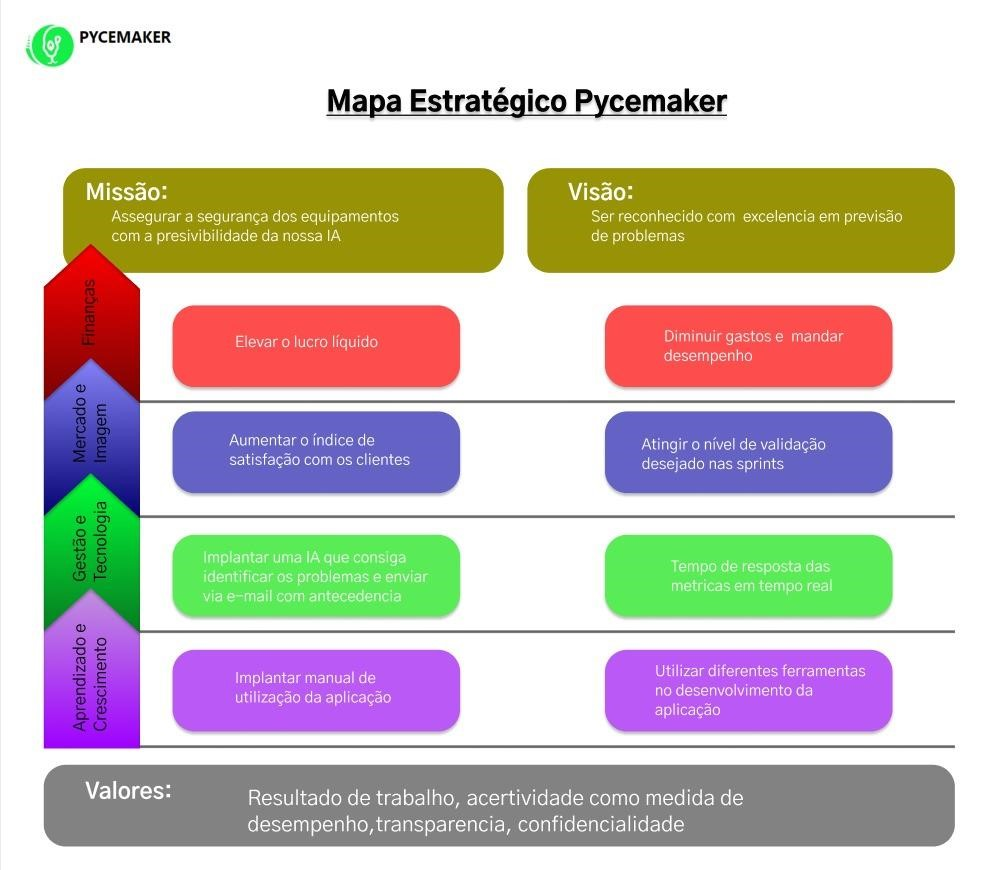 PYCEMAKER
Mapa Estratégico Pycemaker
Missão:
Assegurar a segurança dos equipamentos
com a presivibilidade da nossa IA
Visão:
Ser reconhecido com excelencia em previsão
de problemas
Finanças
Elevar o lucro líquido
Diminuir gastos e mandar
desempenho
Mercado e
Imagem
Aumentar o índice de
satisfação com os clientes
Atingir o nível de validação
desejado nas sprints
Gestão e
Tecnologia
Implantar uma IA que consiga
identificar os problemas e enviar
via e-mail com antecedencia
Tempo de resposta das
metricas em tempo real
Aprendizado e
Crescimento
Implantar manual de
utilização da aplicação
Utilizar diferentes ferramentas
no desenvolvimento da
aplicação
Valores:
Resultado de trabalho, acertividade como medida de
desempenho,transparencia, confidencialidade